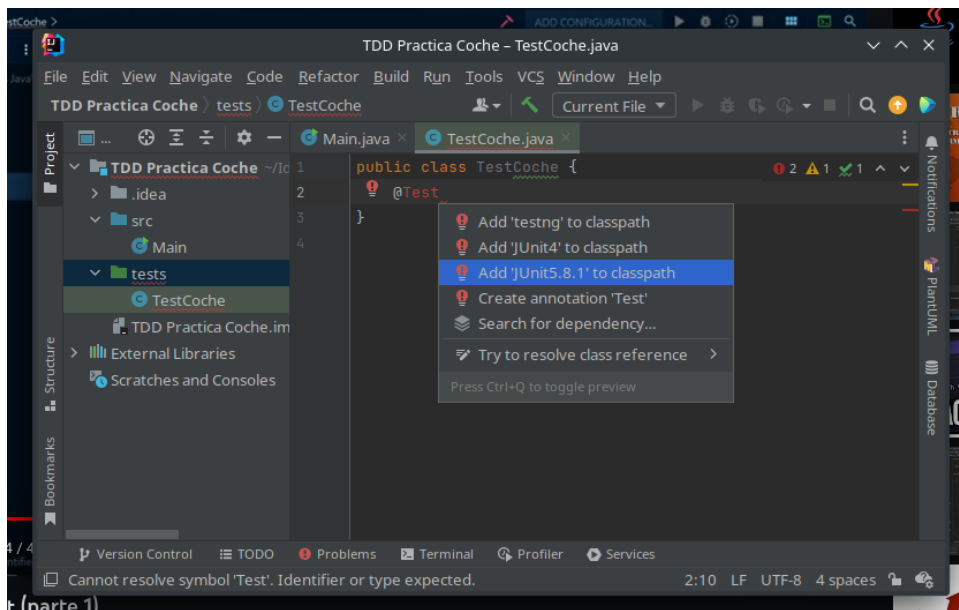 stCoche >
ADD CONFIGURATION...
TDD Practica Coche – TestCoche.java
File Edit View Navigate Code Refactor Build Run Tools VCS Window Help
TDD Practica Coche > tests > TestCoche
Current File
Java
Project
...
Main.java
TestCoche.java
TDD Practica Coche ~/Id
.idea
src
Main
tests
TestCoche
TDD Practica Coche.im
External Libraries
Scratches and Consoles
1 public class TestCoche {
2 @Test
3 }
4
2 1 1
Add 'testng' to classpath
Add 'JUnit4' to classpath
Add 'JUnit5.8.1' to classpath
Create annotation 'Test'
Search for dependency...
Try to resolve class reference
Press Ctrl+Q to toggle preview
Notifications
PlantUML
Database
Structure
Bookmarks
4 / 4
Version Control TODO Problems Terminal Profiler Services
Cannot resolve symbol 'Test'. Identifier or type expected.
2:10 LF UTF-8 4 spaces
t (parte 1)